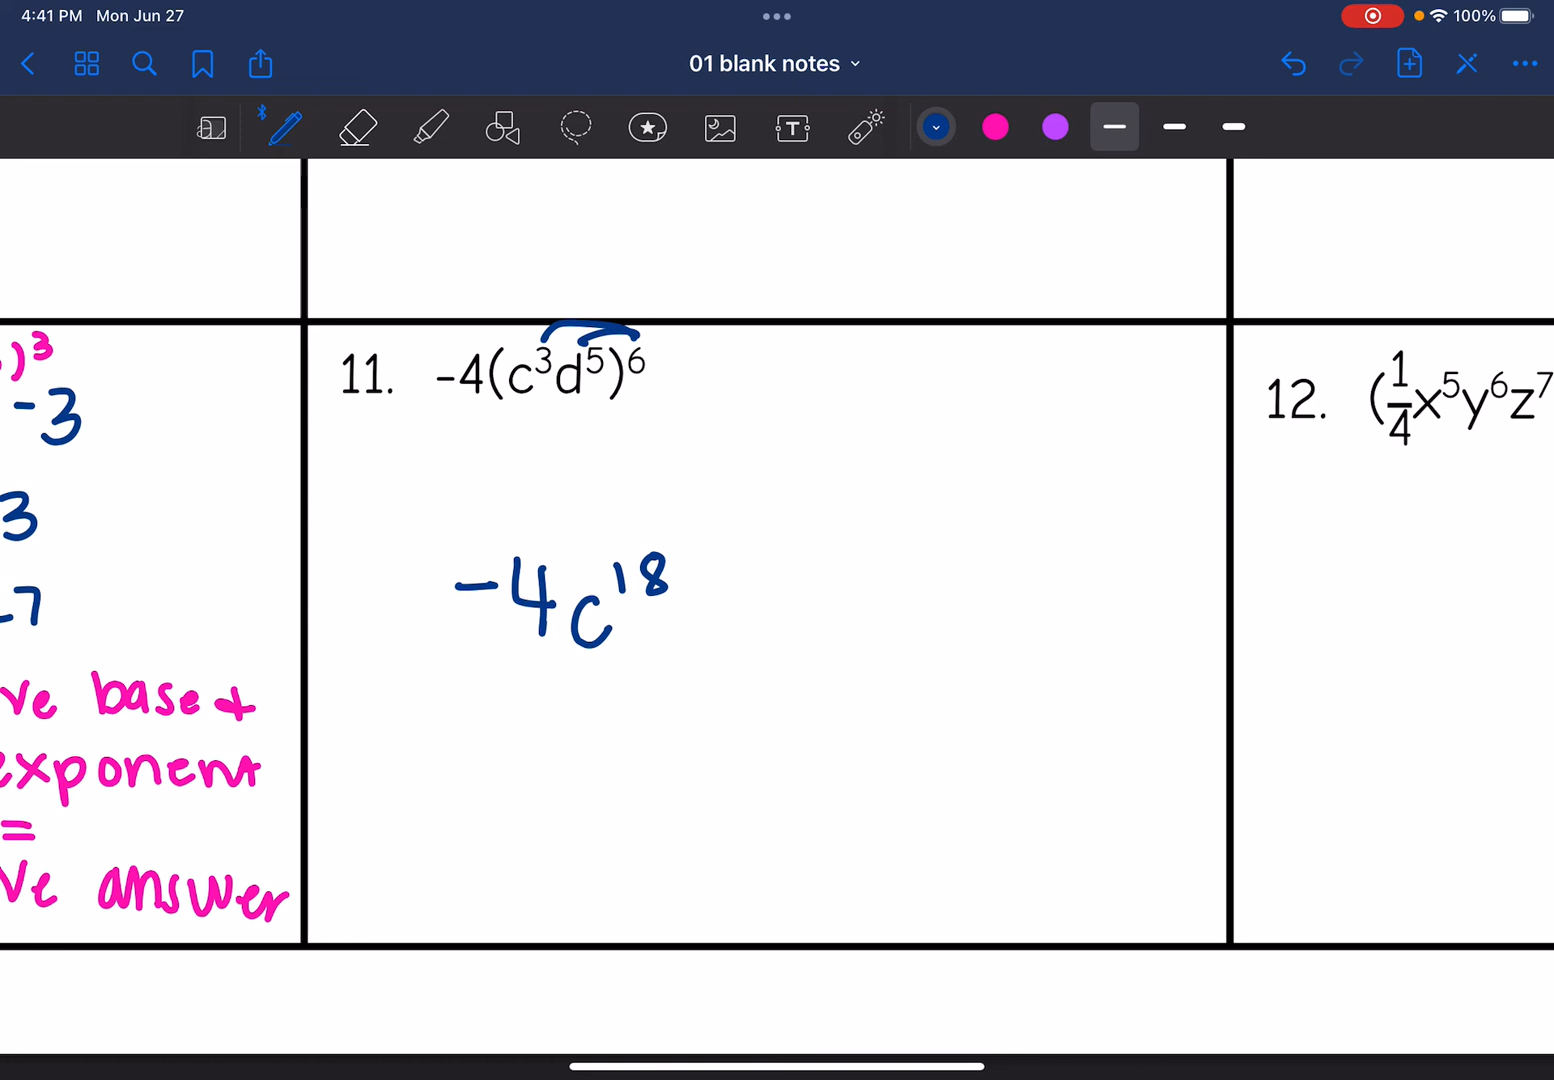 4:41 PM Mon Jun 27
100%
01 blank notes
T
)³
-3
3
-7
ve base +
exponent
=
ve answer
11. -4(c³d⁵)⁶
-4c¹⁸
12. (1/4x⁵y⁶z⁷